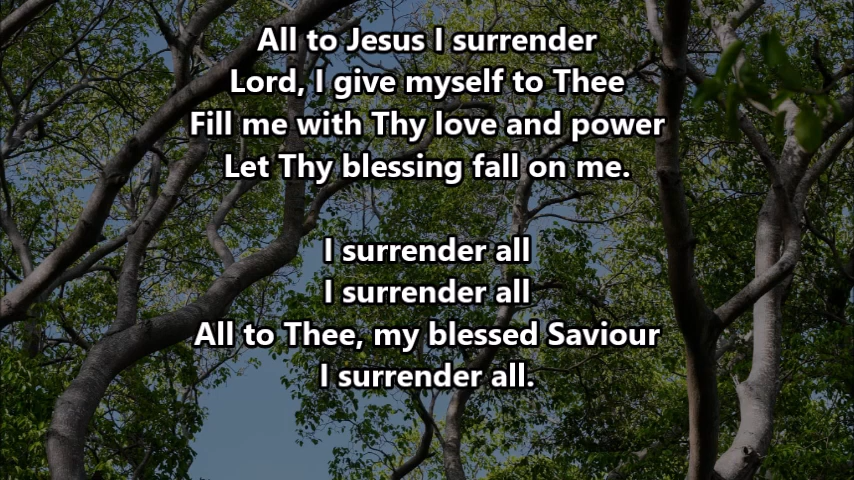 All to Jesus I surrender
Lord, I give myself to Thee
Fill me with Thy love and power
Let Thy blessing fall on me.
I surrender all
I surrender all
All to Thee, my blessed Saviour
I surrender all.